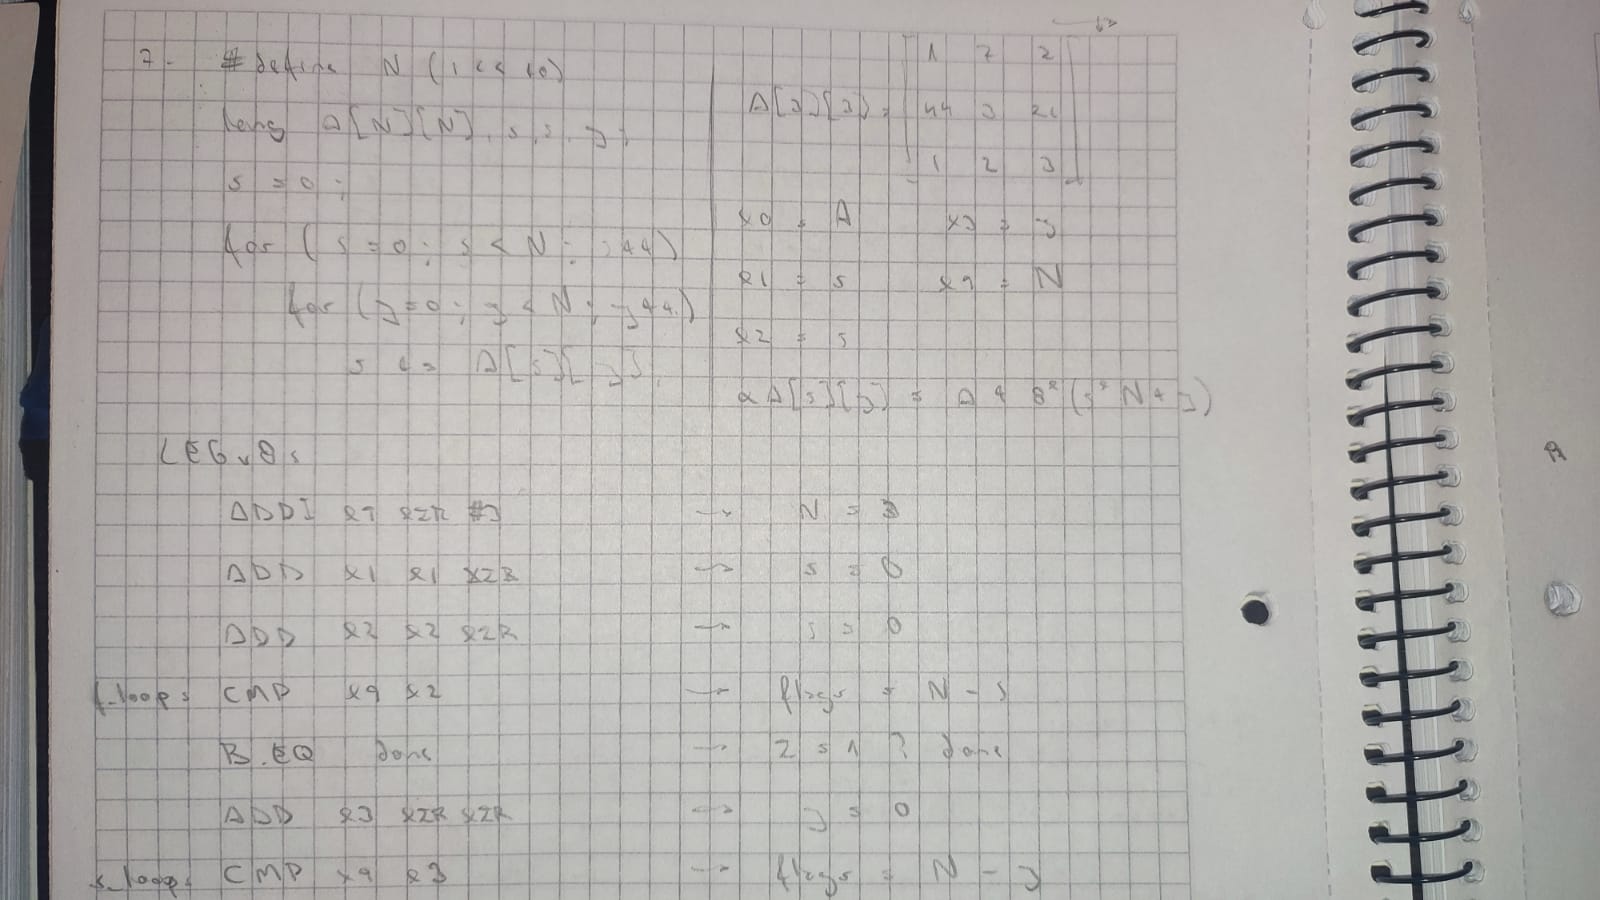 7. #define N (1 << 10)
long A[N][N], s, i, j;
s = 0;
for (i = 0; i < N; i++)
for (j = 0; j < N; j++)
s += A[i][j];
A[3][3] = 1 7 2
44 3 21
1 2 3
X0 = A X3 = j
X1 = s X9 = N
X2 = i
&A[i][j] = A + 8*(i*N+j)
LEGv8:
ADDI X9 XZR #3 → N = 3
ADD X1 X1 XZR → s = 0
ADD X2 X2 XZR → i = 0
f_loop: CMP X9 X2 → flags = N - i
B.EQ done → Z = 1 ? done
ADD X3 XZR XZR → j = 0
s_loop: CMP X9 X3 → flags = N - j